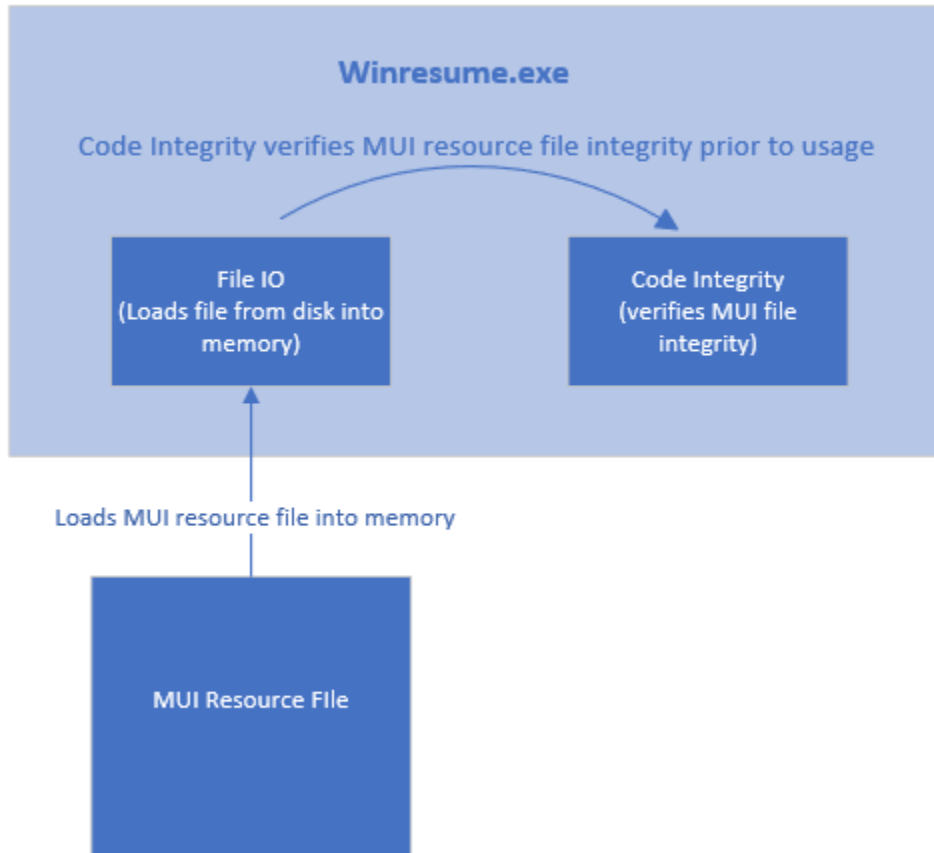 Winresume.exe
Code Integrity verifies MUI resource file integrity prior to usage
File IO
(Loads file from disk into
memory)
Code Integrity
(verifies MUI file
integrity)
Loads MUI resource file into memory
MUI Resource FIle